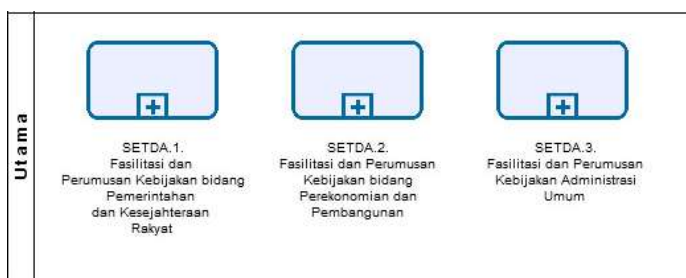 Utama
SETDA.1.
Fasilitasi dan
Perumusan Kebijakan bidang
Pemerintahan
dan Kesejahteraan
Rakyat
SETDA.2.
Fasilitasi dan Perumusan
Kebijakan bidang
Perekonomian dan
Pembangunan
SETDA.3.
Fasilitasi dan Perumusan
Kebijakan Administrasi
Umum